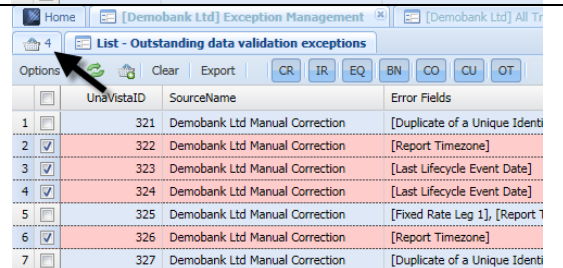 Home [Demobank Ltd] Exception Management [Demobank Ltd] All Tr
4 List - Outstanding data validation exceptions
Options Clear Export CR IR EQ BN CO CU OT
UnaVistaID SourceName Error Fields
1 321 Demobank Ltd Manual Correction [Duplicate of a Unique Identi
2 322 Demobank Ltd Manual Correction [Report Timezone]
3 323 Demobank Ltd Manual Correction [Last Lifecycle Event Date]
4 324 Demobank Ltd Manual Correction [Last Lifecycle Event Date]
5 325 Demobank Ltd Manual Correction [Fixed Rate Leg 1], [Report T
6 326 Demobank Ltd Manual Correction [Report Timezone]
7 327 Demobank Ltd Manual Correction [Duplicate of a Unique Identi